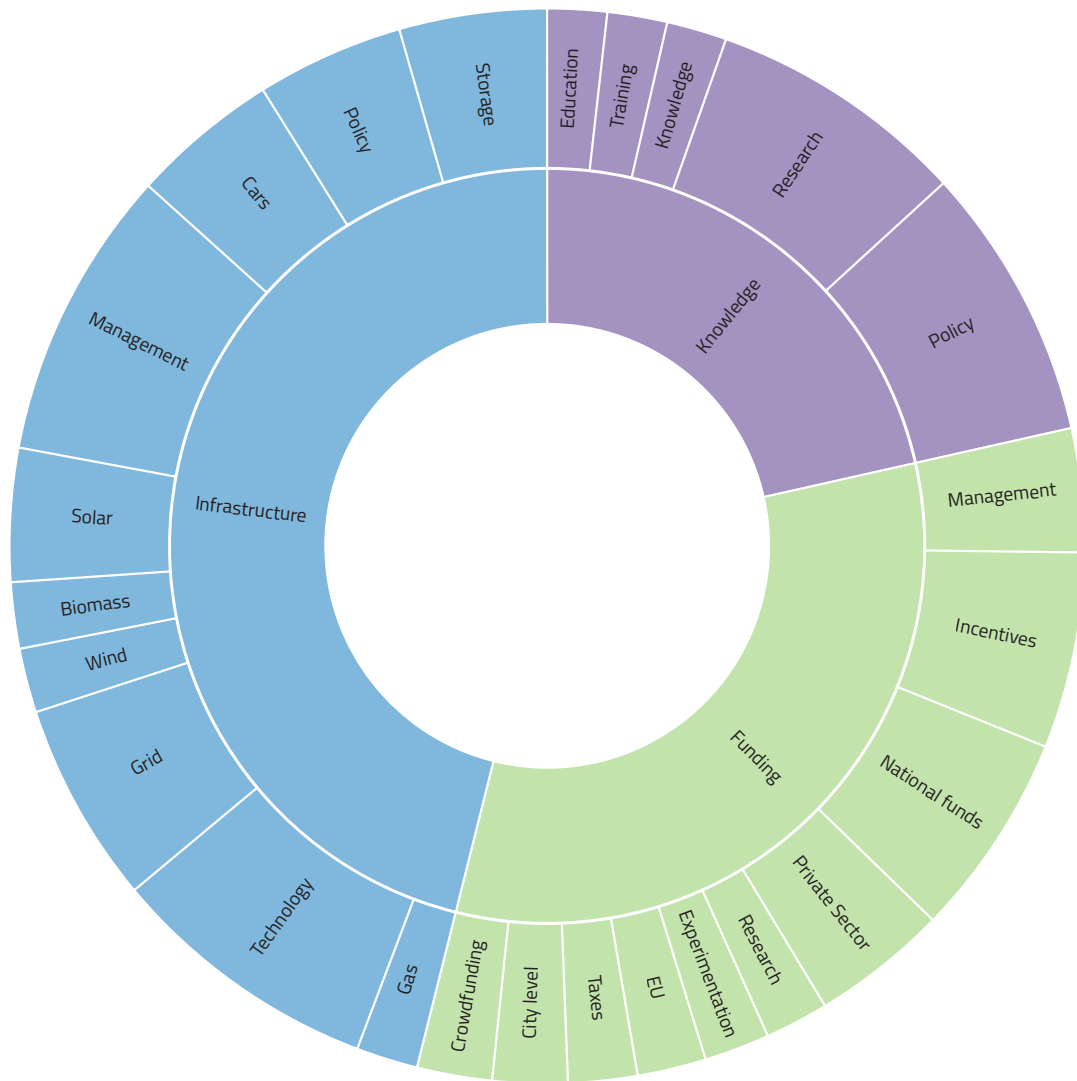 Education
Training
Knowledge
Research
Policy
Management
Incentives
National funds
Private Sector
Research
Experimentation
EU
Taxes
City level
Crowdfunding
Gas
Technology
Grid
Wind
Biomass
Solar
Management
Cars
Policy
Storage
Knowledge
Funding
Infrastructure